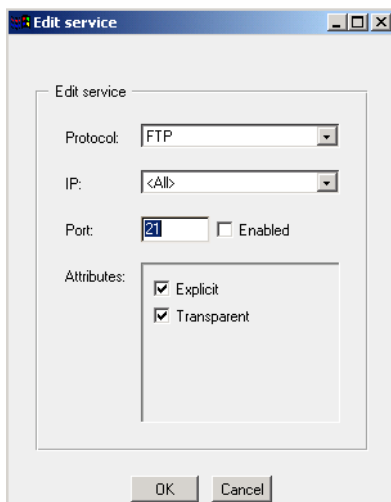 Edit service
Edit service
Protocol: FTP
IP: <All>
Port: 21 Enabled
Attributes: Explicit
Transparent
OK Cancel